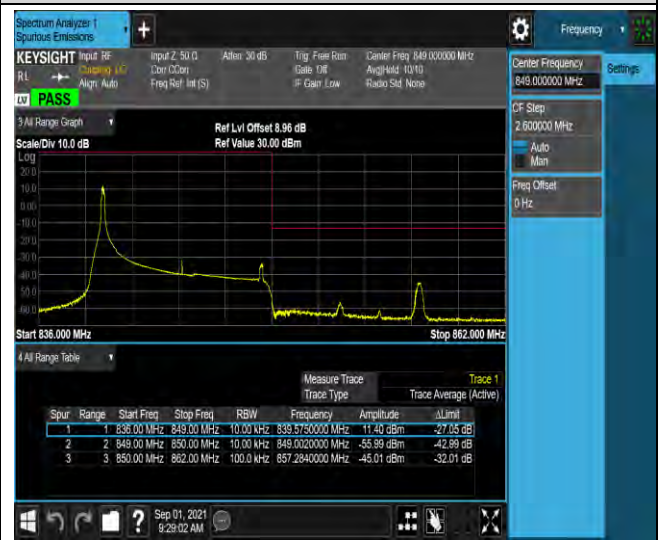 Spectrum Analyzer 1
Spurious Emissions
+
Frequency
KEYSIGHT Input: RF Input Z: 50 Ω Atten: 30 dB Trig: Free Run Center Freq: 849.000000 MHz
RL Coupling: DC Corr CCorr Gate: Off Avg|Hold: 10/10
Align: Auto Freq Ref: Int (S) IF Gain: Low Radio Std: None
PASS
Center Frequency
849.000000 MHz
Settings
CF Step
2.600000 MHz
Auto
Man
Freq Offset
0 Hz
3 All Range Graph
Ref Lvl Offset 8.96 dB
Scale/Div 10.0 dB Ref Value 30.00 dBm
Log
20.0
10.0
0.00
-10.0
-20.0
-30.0
-40.0
-50.0
-60.0
Start 836.000 MHz Stop 862.000 MHz
4 All Range Table
Measure Trace Trace 1
Trace Type Trace Average (Active)
Spur Range Start Freq Stop Freq RBW Frequency Amplitude ΔLimit
1 1 836.00 MHz 849.00 MHz 10.00 kHz 839.5750000 MHz 11.40 dBm -27.05 dB
2 2 849.00 MHz 850.00 MHz 10.00 kHz 849.0020000 MHz -55.99 dBm -42.99 dB
3 3 850.00 MHz 862.00 MHz 100.0 kHz 857.2840000 MHz -45.01 dBm -32.01 dB
? Sep 01, 2021
9:29:02 AM